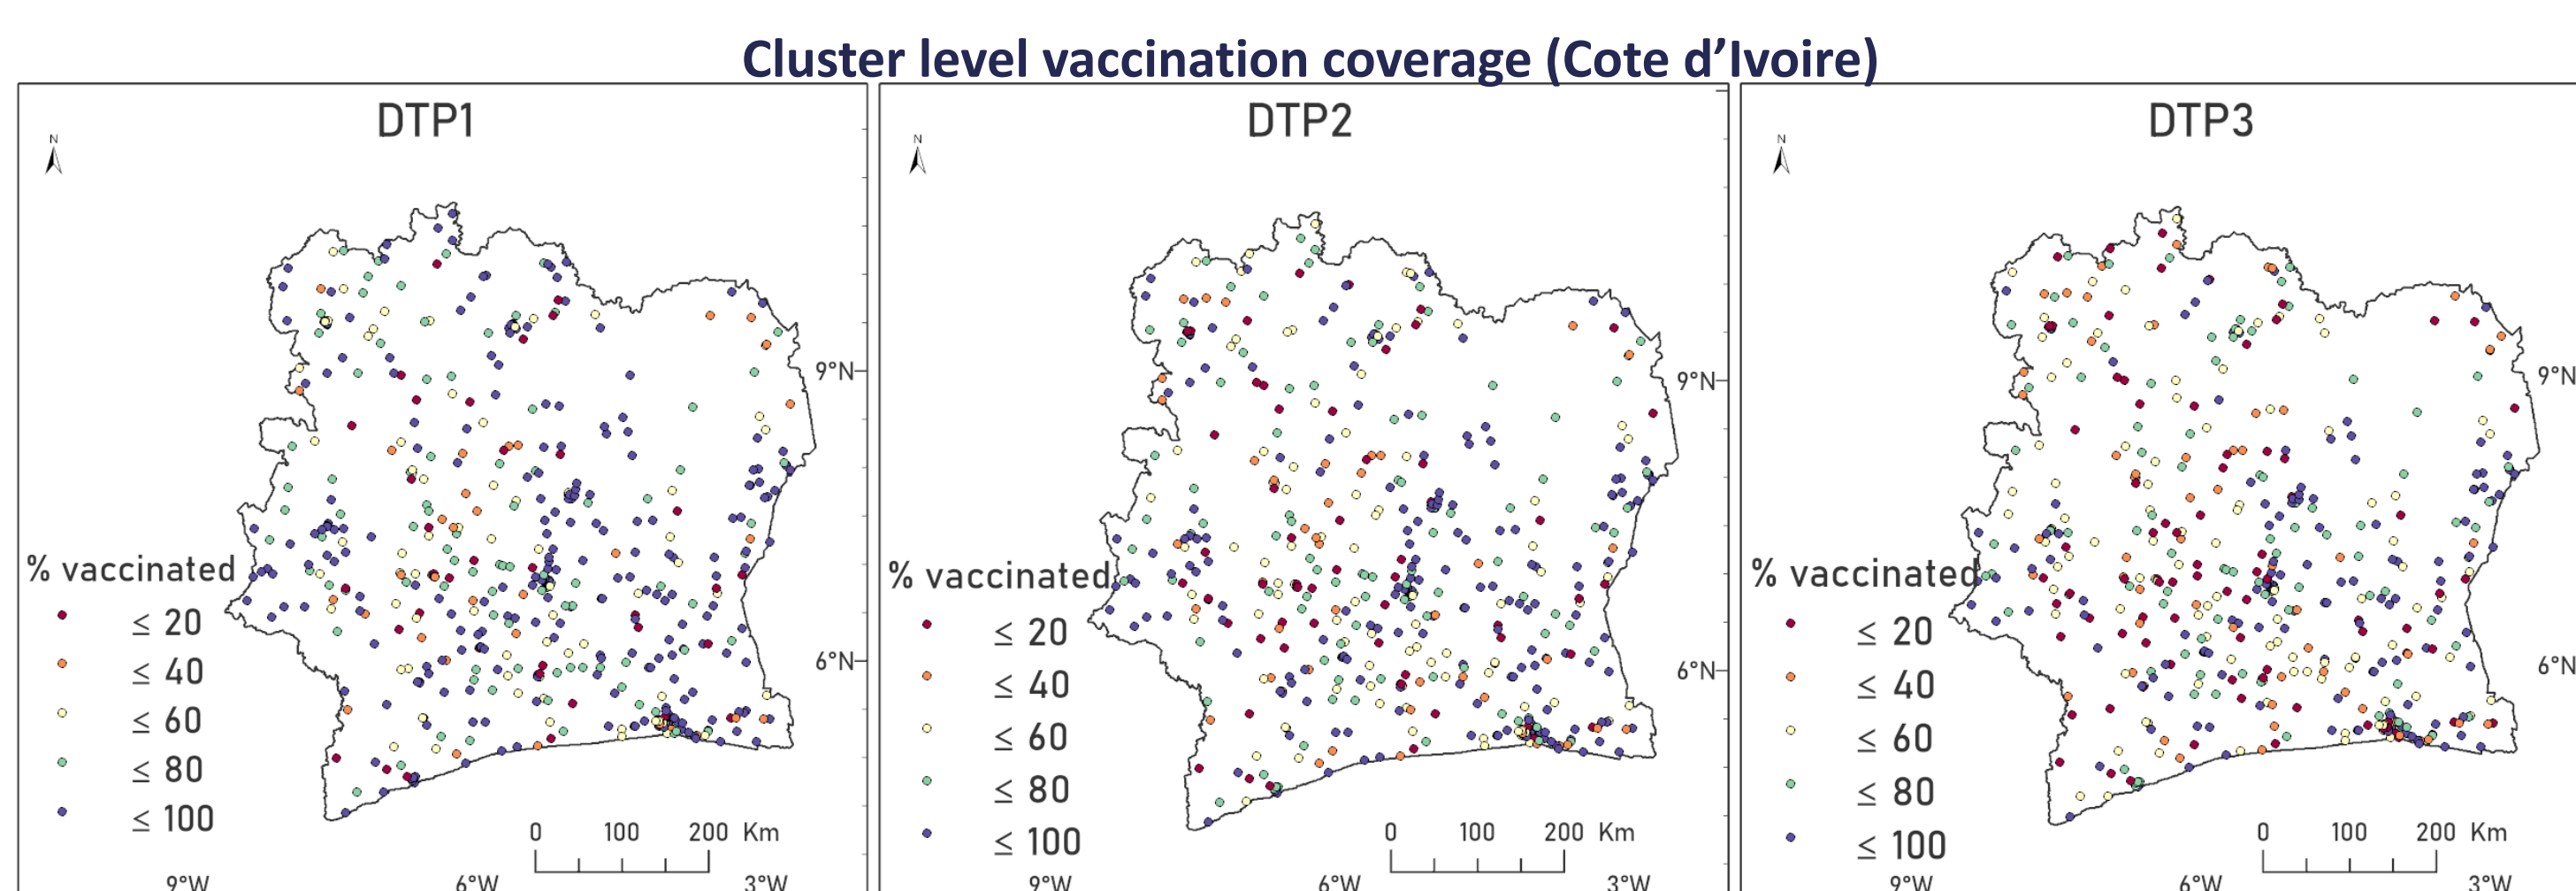 Cluster level vaccination coverage (Cote d’Ivoire)
DTP1
N
9°N
6°N
% vaccinated
≤ 20
≤ 40
≤ 60
≤ 80
≤ 100
0 100 200 Km
9°W 6°W 3°W
DTP2
N
9°N
6°N
% vaccinated
≤ 20
≤ 40
≤ 60
≤ 80
≤ 100
0 100 200 Km
9°W 6°W 3°W
DTP3
N
9°N
6°N
% vaccinated
≤ 20
≤ 40
≤ 60
≤ 80
≤ 100
0 100 200 Km
9°W 6°W 3°W